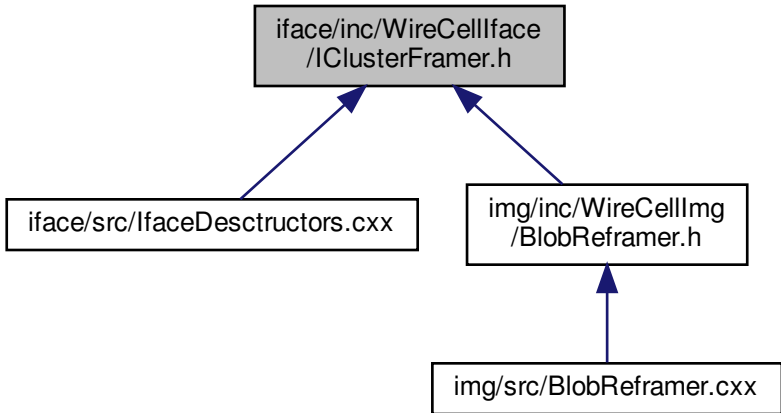 iface/inc/WireCellIface
/IClusterFramer.h
iface/src/IfaceDesctructors.cxx
img/inc/WireCellImg
/BlobReframer.h
img/src/BlobReframer.cxx